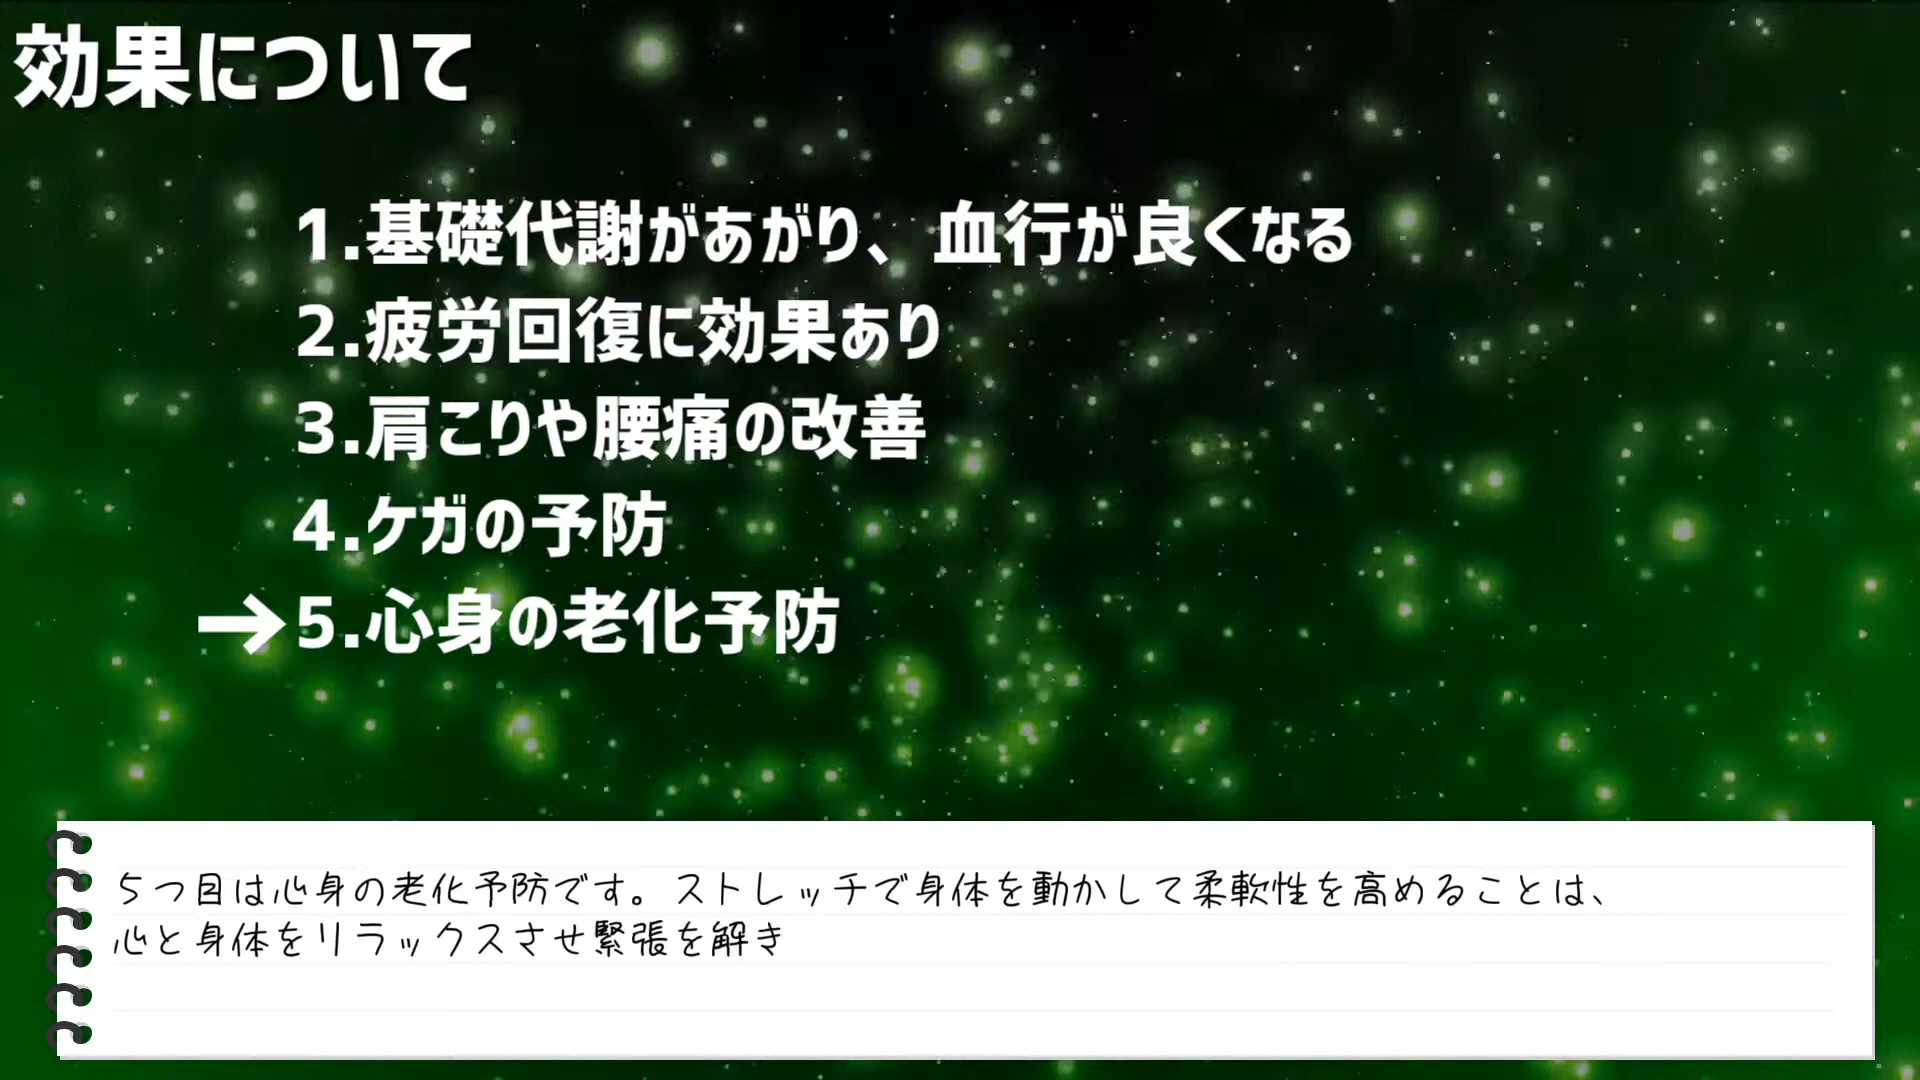 効果について
1.基礎代謝があがり、血行が良くなる
2.疲労回復に効果あり
3.肩こりや腰痛の改善
4.ケガの予防
→5.心身の老化予防
５つ目は心身の老化予防です。ストレッチで身体を動かして柔軟性を高めることは、
心と身体をリラックスさせ緊張を解き